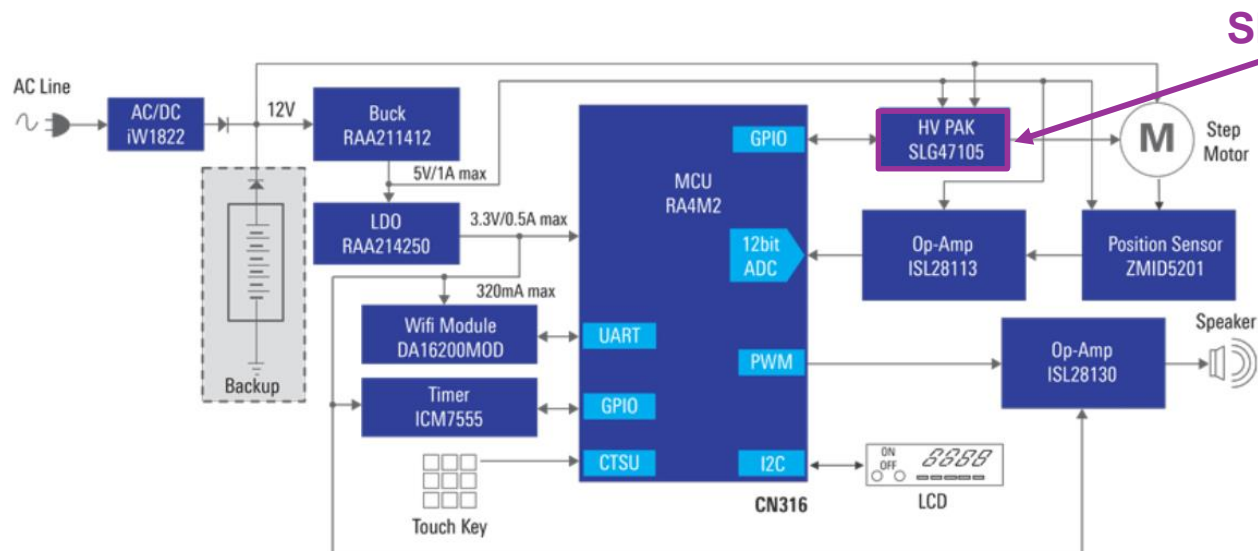 S
AC Line
AC/DC
iW1822
12V
Buck
RAA211412
5V/1A max
LDO
RAA214250
3.3V/0.5A max
320mA max
Backup
Wifi Module
DA16200MOD
Timer
ICM7555
Touch Key
MCU
RA4M2
GPIO
12bit
ADC
UART
PWM
GPIO
CTSU
I2C
CN316
HV PAK
SLG47105
M
Step
Motor
Op-Amp
ISL28113
Position Sensor
ZMID5201
Op-Amp
ISL28130
Speaker
ON
OFF
8888
LCD